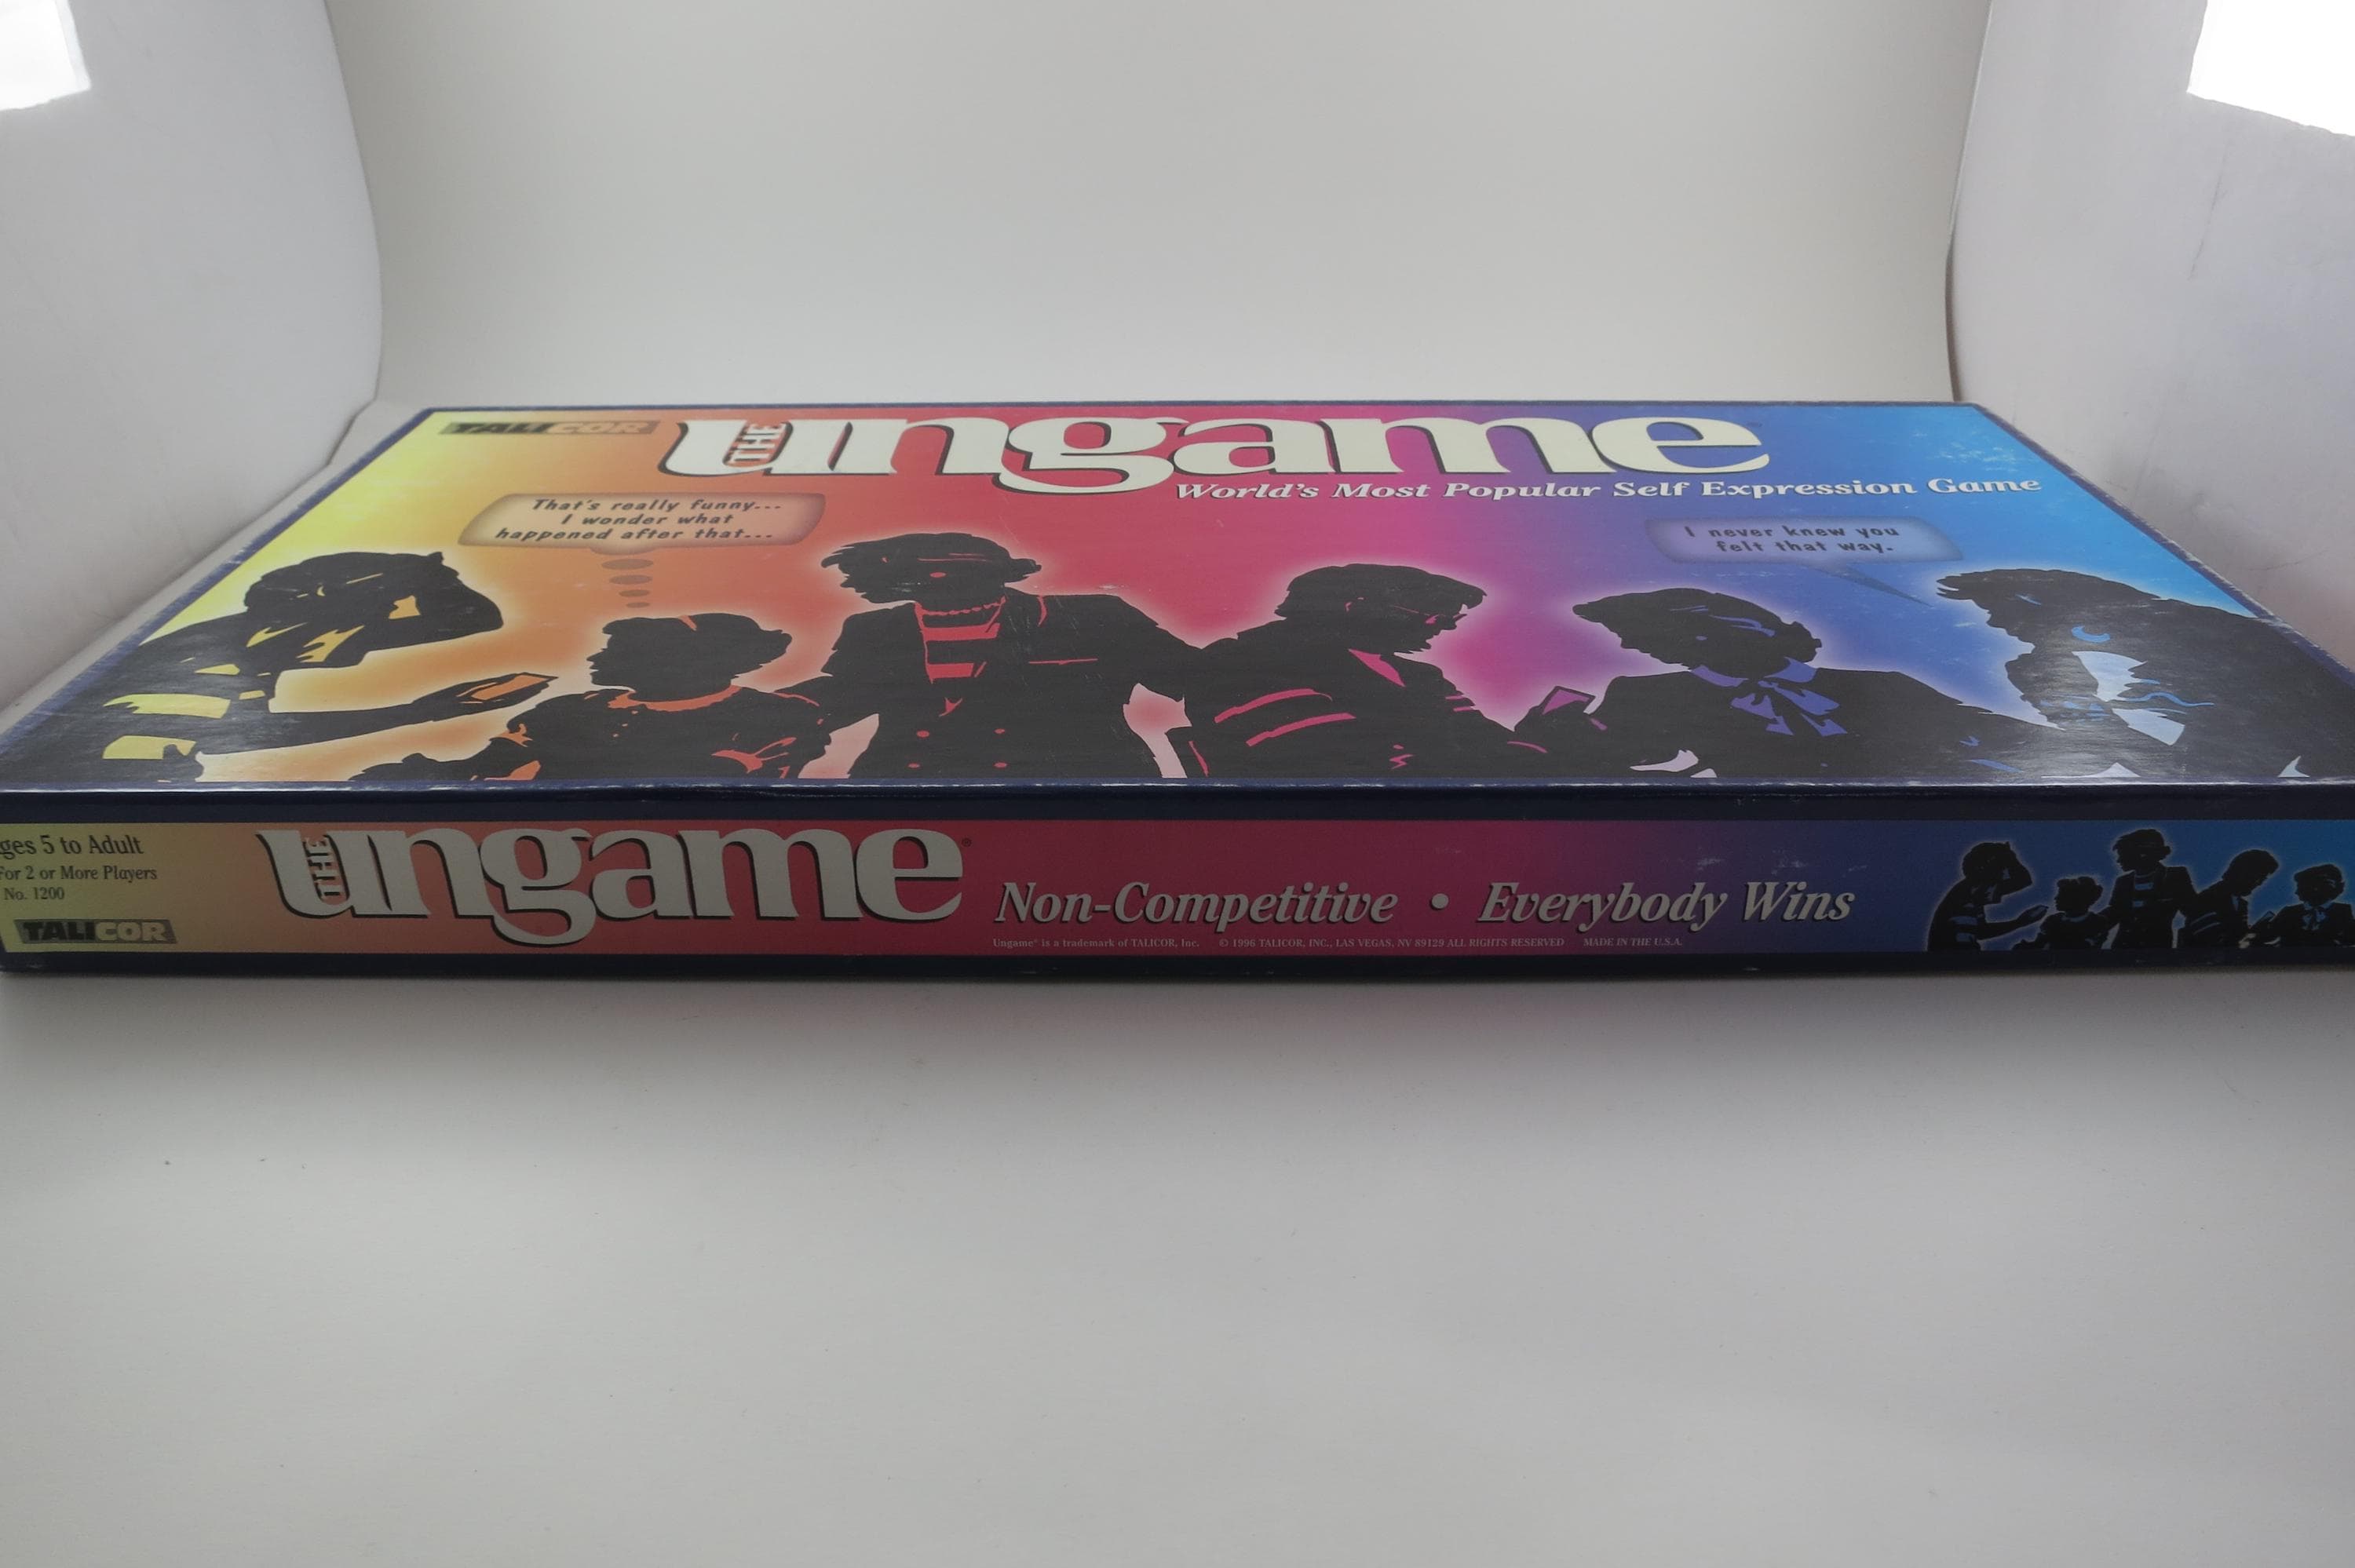 TALICOR
THE ungame
World's Most Popular Self Expression Game
That's really funny...
I wonder what
happened after that...
I never knew you
felt that way.
ges 5 to Adult
For 2 or More Players
No. 1200
TALICOR
THE ungame®
Non-Competitive • Everybody Wins
Ungame® is a trademark of TALICOR, Inc. © 1996 TALICOR, INC., LAS VEGAS, NV 89129 ALL RIGHTS RESERVED MADE IN THE U.S.A.